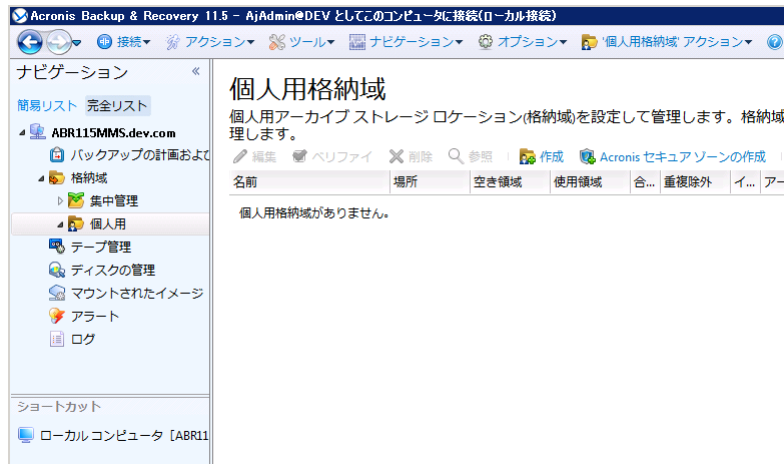 Acronis Backup & Recovery 11.5 - AjAdmin@DEV としてこのコンピュータに接続(ローカル接続)
接続 アクション ツール ナビゲーション オプション '個人用格納域' アクション
ナビゲーション
簡易リスト 完全リスト
ABR115MMS.dev.com
バックアップの計画およ
格納域
集中管理
個人用
テープ管理
ディスクの管理
マウントされたイメージ
アラート
ログ
ショートカット
ローカル コンピュータ [ABR11
個人用格納域
個人用アーカイブ ストレージ ロケーション(格納域)を設定して管理します。格納域
理します。
編集 ベリファイ 削除 参照 作成 Acronis セキュア ゾーンの作成
名前 場所 空き領域 使用領域 合... 重複除外 イ... アー
個人用格納域がありません。